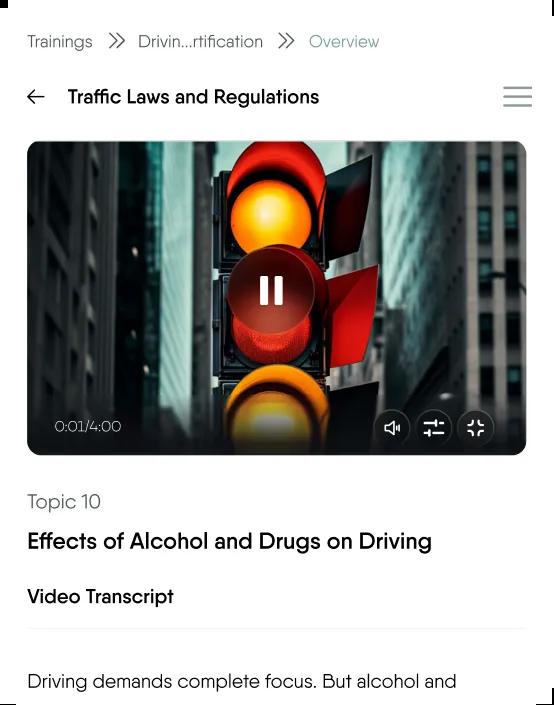 Trainings
Drivin...rtification
Overview
Traffic Laws and Regulations
0:01/4:00
Topic 10
Effects of Alcohol and Drugs on Driving
Video Transcript
Driving demands complete focus. But alcohol and